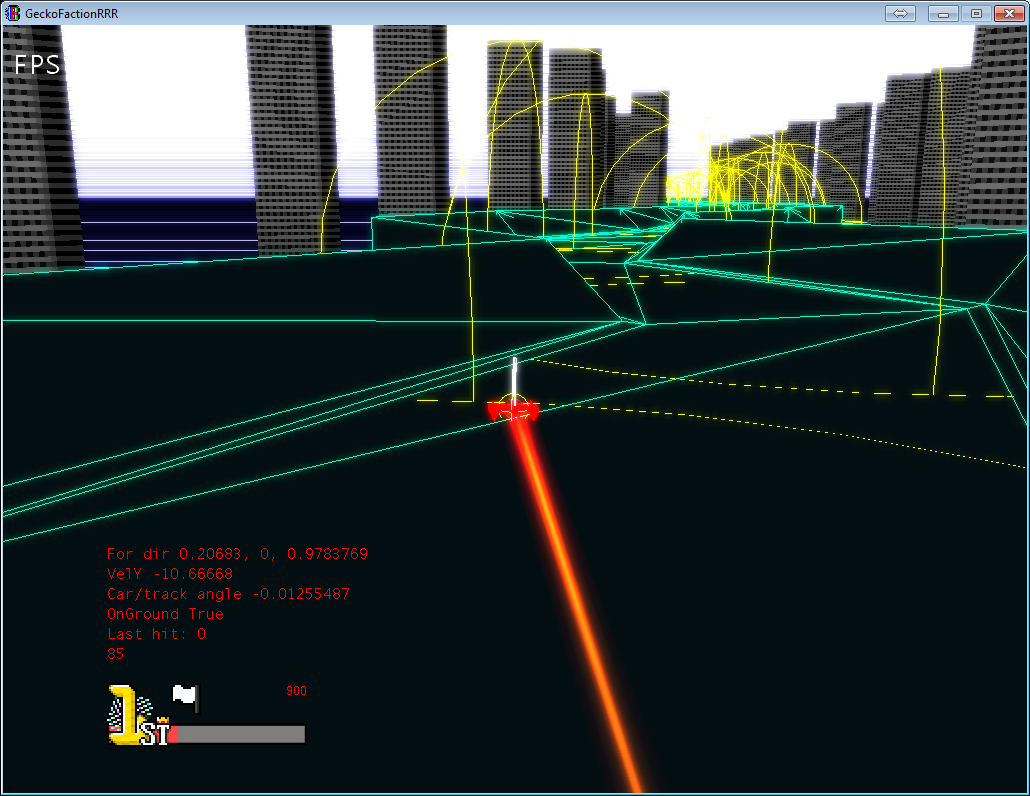 GeckoFactionRRR
FPS
For dir 0.20683, 0, 0.9783769
VelY -10.66668
Car/track angle -0.01255487
OnGround True
Last hit: 0
85
900
1ST